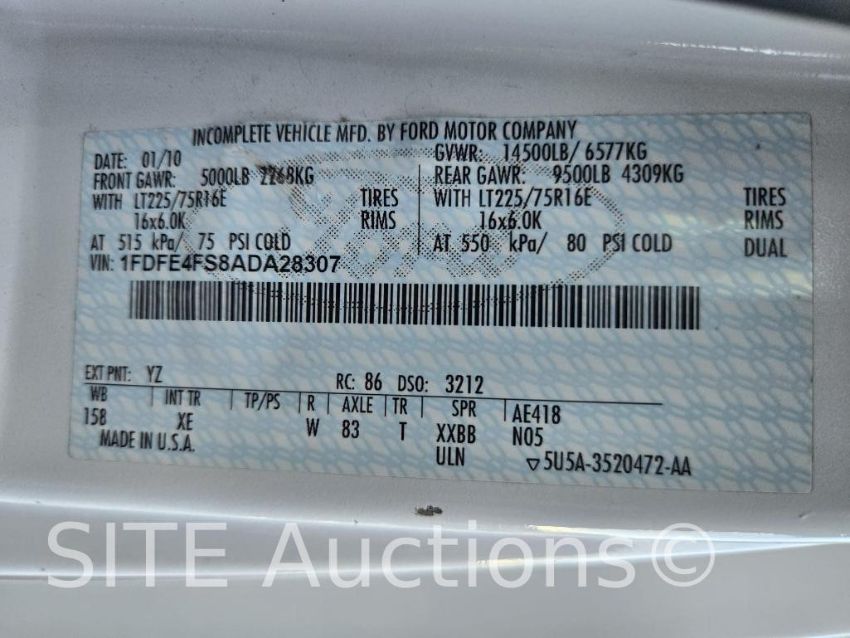 INCOMPLETE VEHICLE MFD. BY FORD MOTOR COMPANY
DATE: 01/10 GVWR: 14500LB/ 6577KG
FRONT GAWR: 5000LB 2268KG REAR GAWR: 9500LB 4309KG
WITH LT225/75R16E TIRES WITH LT225/75R16E TIRES
16x6.0K RIMS 16x6.0K RIMS
AT 515 kPa/ 75 PSI COLD AT 550 kPa/ 80 PSI COLD DUAL
VIN: 1FDFE4FS8ADA28307
EXT PNT: YZ RC: 86 DSO: 3212
WB INT TR TP/PS R AXLE TR SPR AE418
158 XE W 83 T XXBB N05
MADE IN U.S.A. ULN ▽5U5A-3520472-AA
SITE Auctions©